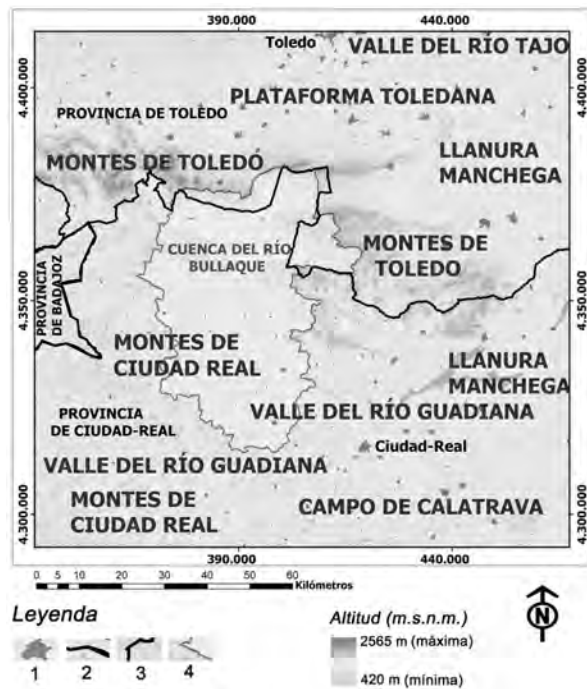 390.000
440.000
Toledo
VALLE DEL RÍO TAJO
4.400.000
4.400.000
PLATAFORMA TOLEDANA
PROVINCIA DE TOLEDO
LLANURA
MANCHEGA
MONTES DE TOLEDO
CUENCA DEL RÍO
BULLAQUE
MONTES DE
TOLEDO
PROVINCIA
DE BADAJOZ
4.350.000
4.350.000
MONTES DE
CIUDAD REAL
LLANURA
MANCHEGA
PROVINCIA
DE CIUDAD-REAL
VALLE DEL RÍO GUADIANA
Ciudad-Real
VALLE DEL RÍO GUADIANA
MONTES DE
CIUDAD REAL
CAMPO DE CALATRAVA
4.300.000
4.300.000
390.000
440.000
0 5 10 20 30 40 50 60
Kilómetros
Leyenda
1 2 3 4
Altitud (m.s.n.m.)
2565 m (máxima)
420 m (mínima)
N